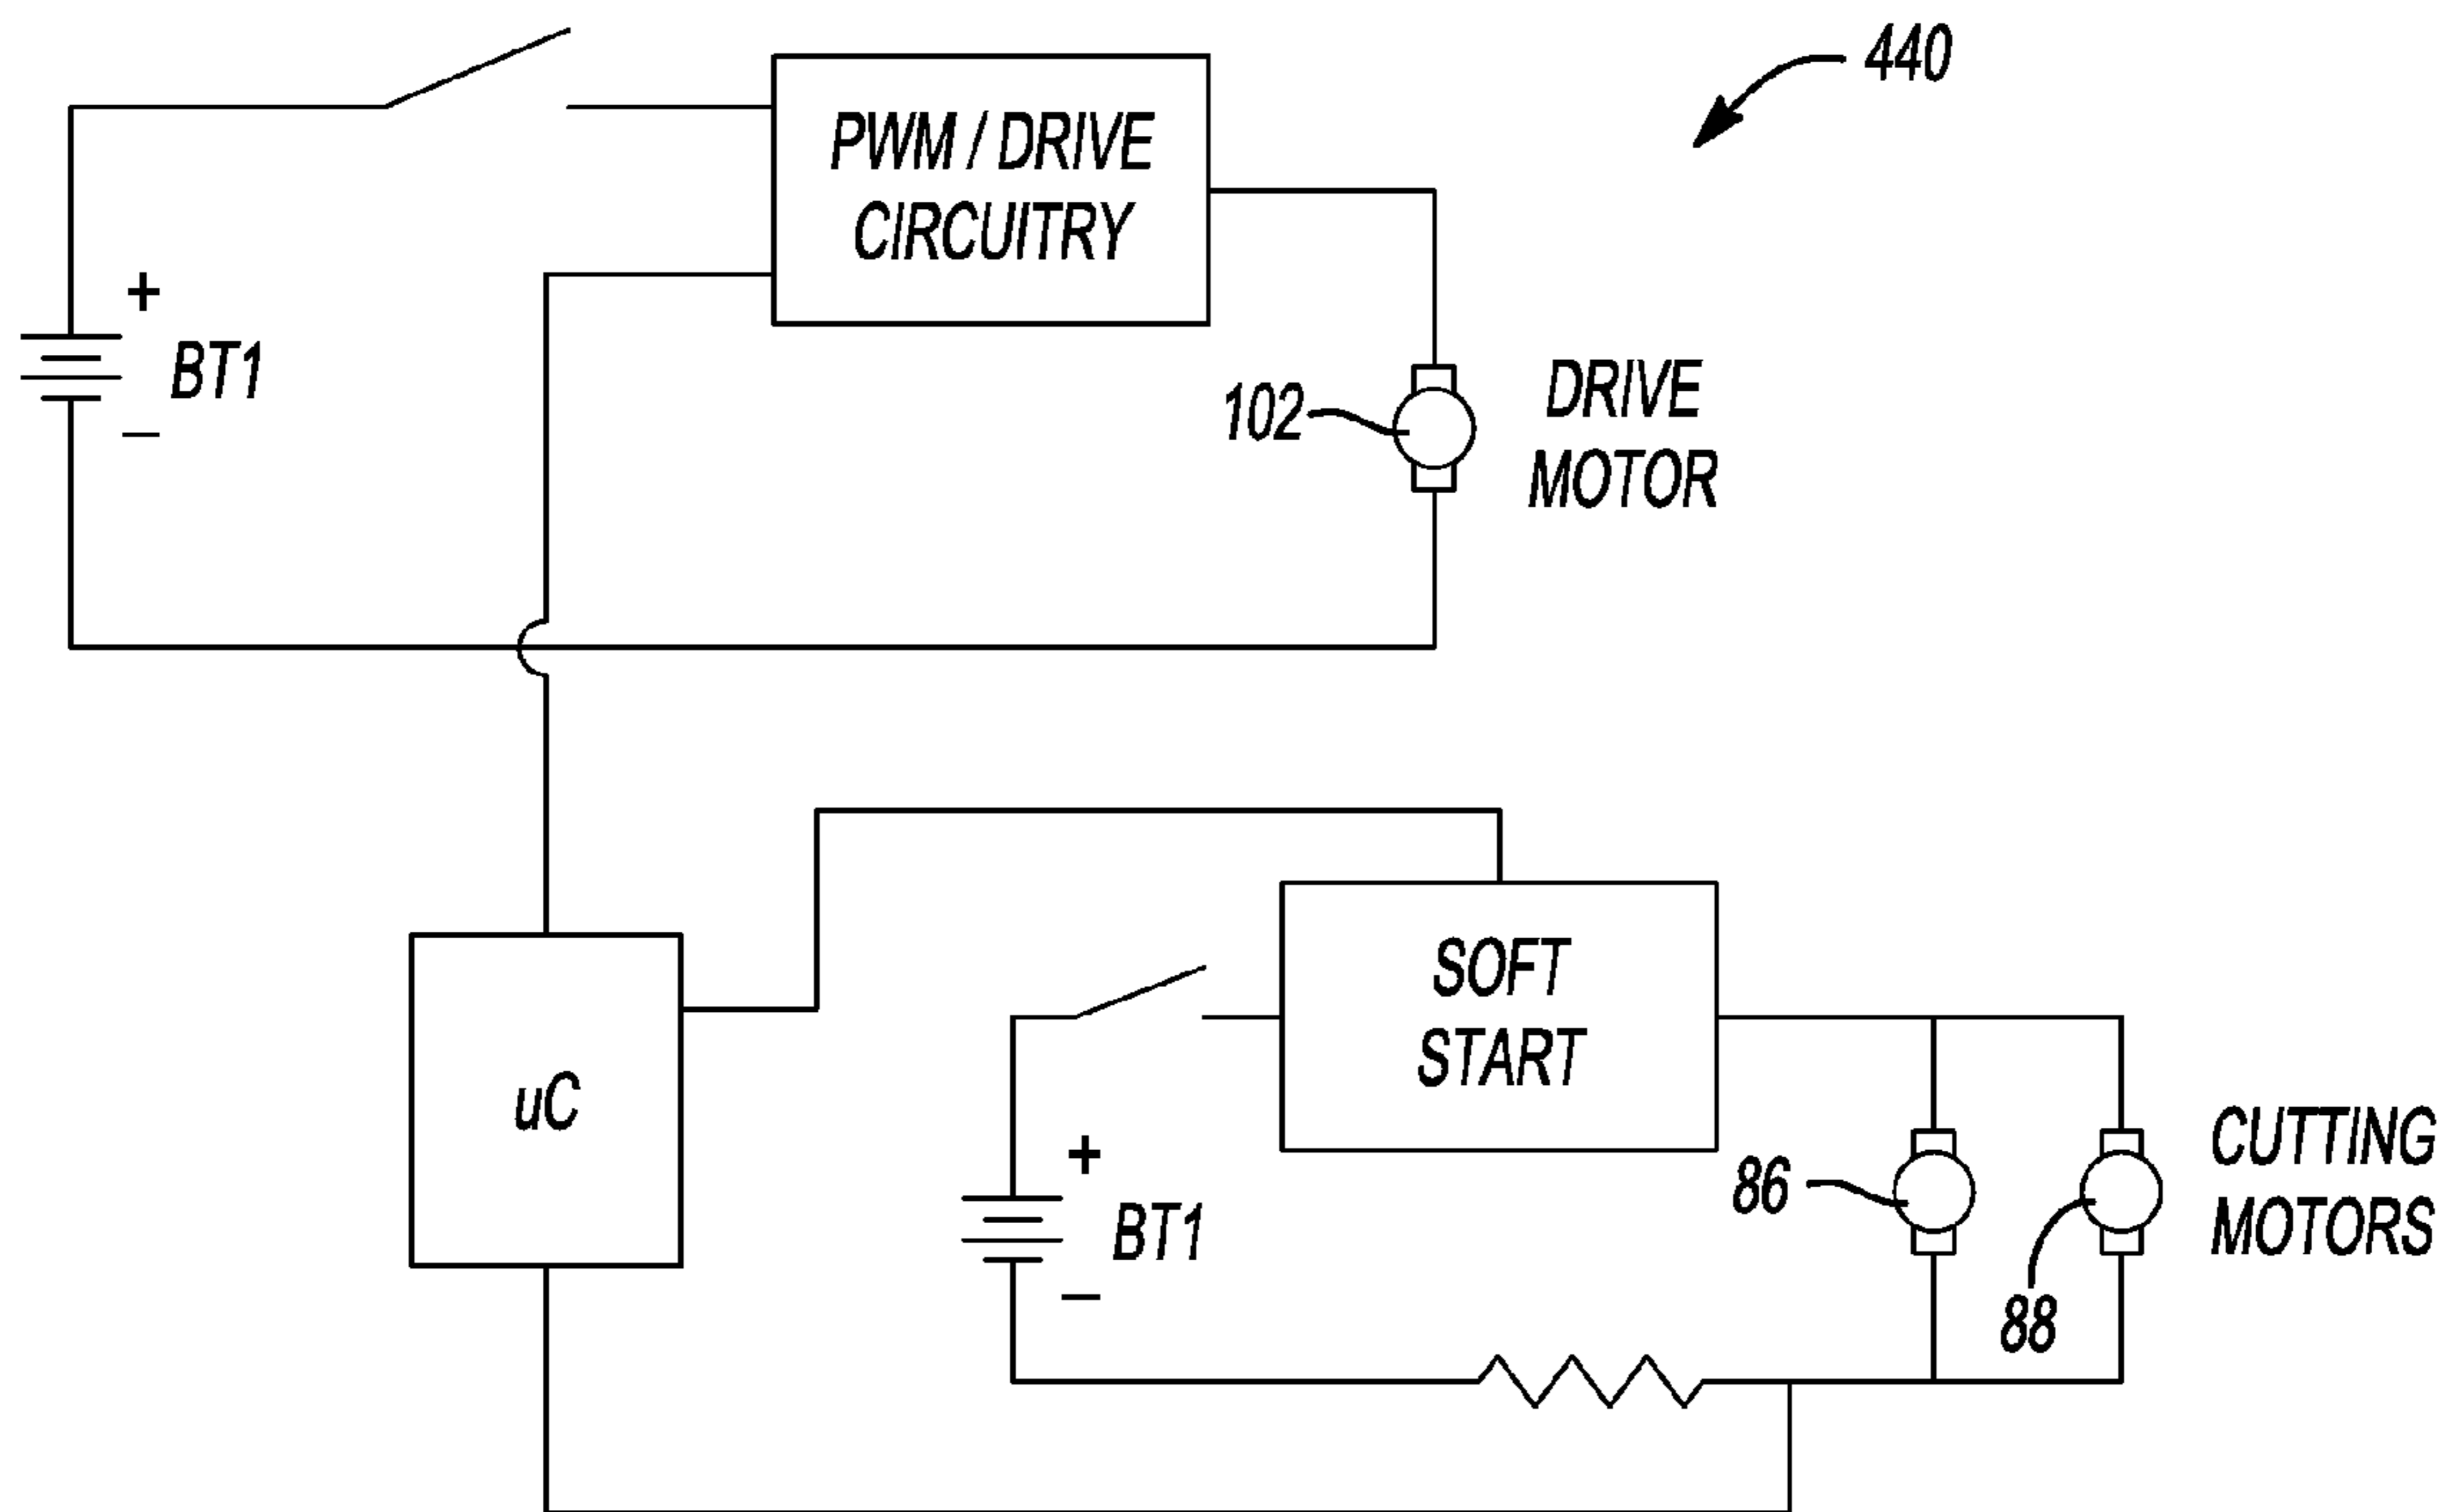 440
PWM / DRIVE
CIRCUITRY
+
BT1
–
102
DRIVE
MOTOR
SOFT
START
uC
+
BT1
–
86
88
CUTTING
MOTORS